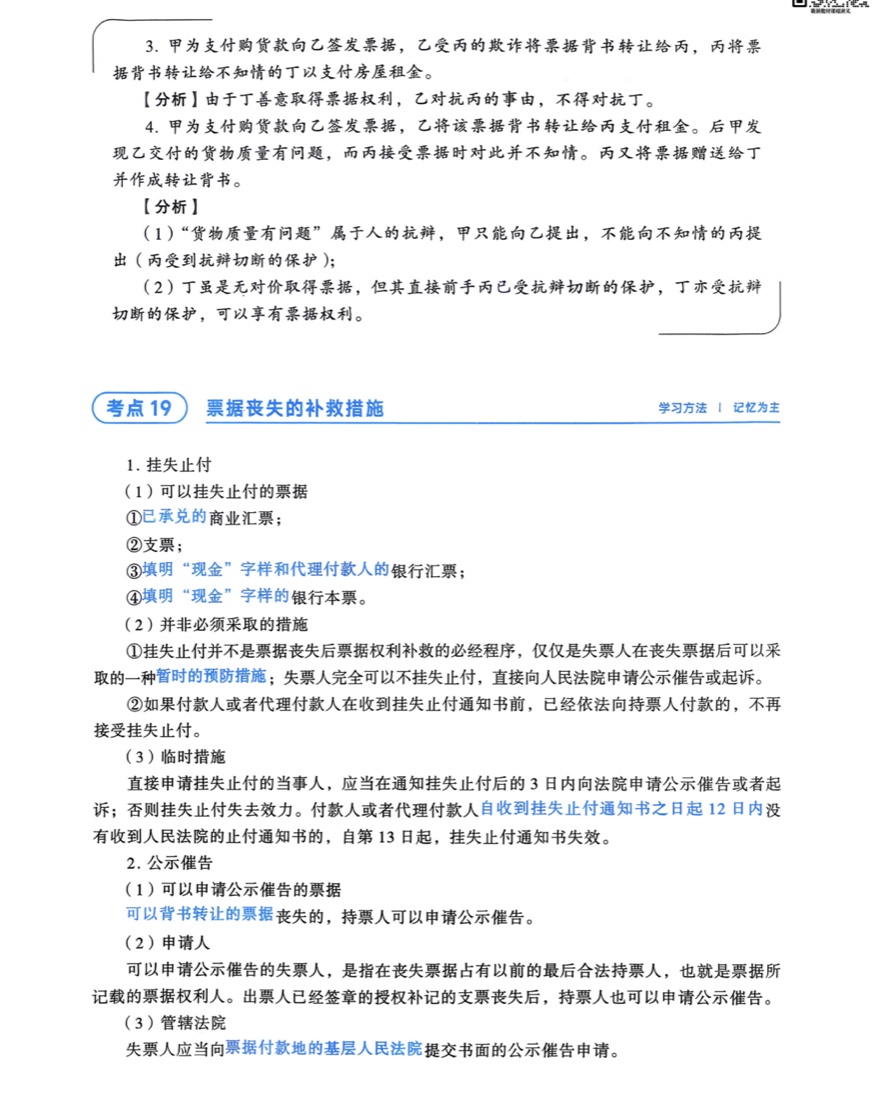 3. 甲为支付购货款向乙签发票据，乙受丙的欺诈将票据背书转让给丙，丙将票
据背书转让给不知情的丁以支付房屋租金。
【分析】由于丁善意取得票据权利，乙对抗丙的事由，不得对抗丁。
4. 甲为支付购货款向乙签发票据，乙将该票据背书转让给丙支付租金。后甲发
现乙交付的货物质量有问题，而丙接受票据时对此并不知情。丙又将票据赠送给丁
并作成转让背书。
【分析】
（1）“货物质量有问题”属于人的抗辩，甲只能向乙提出，不能向不知情的丙提
出（丙受到抗辩切断的保护）；
（2）丁虽是无对价取得票据，但其直接前手丙已受抗辩切断的保护，丁亦受抗辩
切断的保护，可以享有票据权利。
考点 19 票据丧失的补救措施 学习方法 | 记忆为主
1. 挂失止付
（1）可以挂失止付的票据
①已承兑的商业汇票；
②支票；
③填明“现金”字样和代理付款人的银行汇票；
④填明“现金”字样的银行本票。
（2）并非必须采取的措施
①挂失止付并不是票据丧失后票据权利补救的必经程序，仅仅是失票人在丧失票据后可以采
取的一种暂时的预防措施；失票人完全可以不挂失止付，直接向人民法院申请公示催告或起诉。
②如果付款人或者代理付款人在收到挂失止付通知书前，已经依法向持票人付款的，不再
接受挂失止付。
（3）临时措施
直接申请挂失止付的当事人，应当在通知挂失止付后的 3 日内向法院申请公示催告或者起
诉；否则挂失止付失去效力。付款人或者代理付款人自收到挂失止付通知书之日起 12 日内没
有收到人民法院的止付通知书的，自第 13 日起，挂失止付通知书失效。
2. 公示催告
（1）可以申请公示催告的票据
可以背书转让的票据丧失的，持票人可以申请公示催告。
（2）申请人
可以申请公示催告的失票人，是指在丧失票据占有以前的最后合法持票人，也就是票据所
记载的票据权利人。出票人已经签章的授权补记的支票丧失后，持票人也可以申请公示催告。
（3）管辖法院
失票人应当向票据付款地的基层人民法院提交书面的公示催告申请。